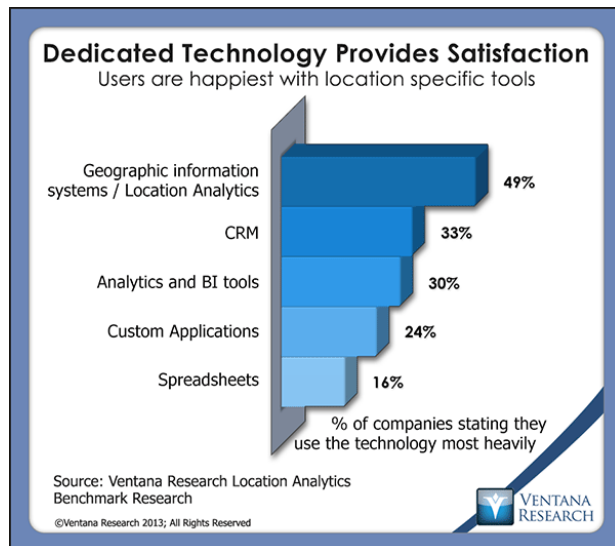 Dedicated Technology Provides Satisfaction
Users are happiest with location specific tools
Geographic information
systems / Location Analytics
49%
CRM
33%
Analytics and BI tools
30%
Custom Applications
24%
Spreadsheets
16%
% of companies stating they
use the technology most heavily
Source: Ventana Research Location Analytics
Benchmark Research
©Ventana Research 2013; All Rights Reserved
VENTANA
RESEARCH